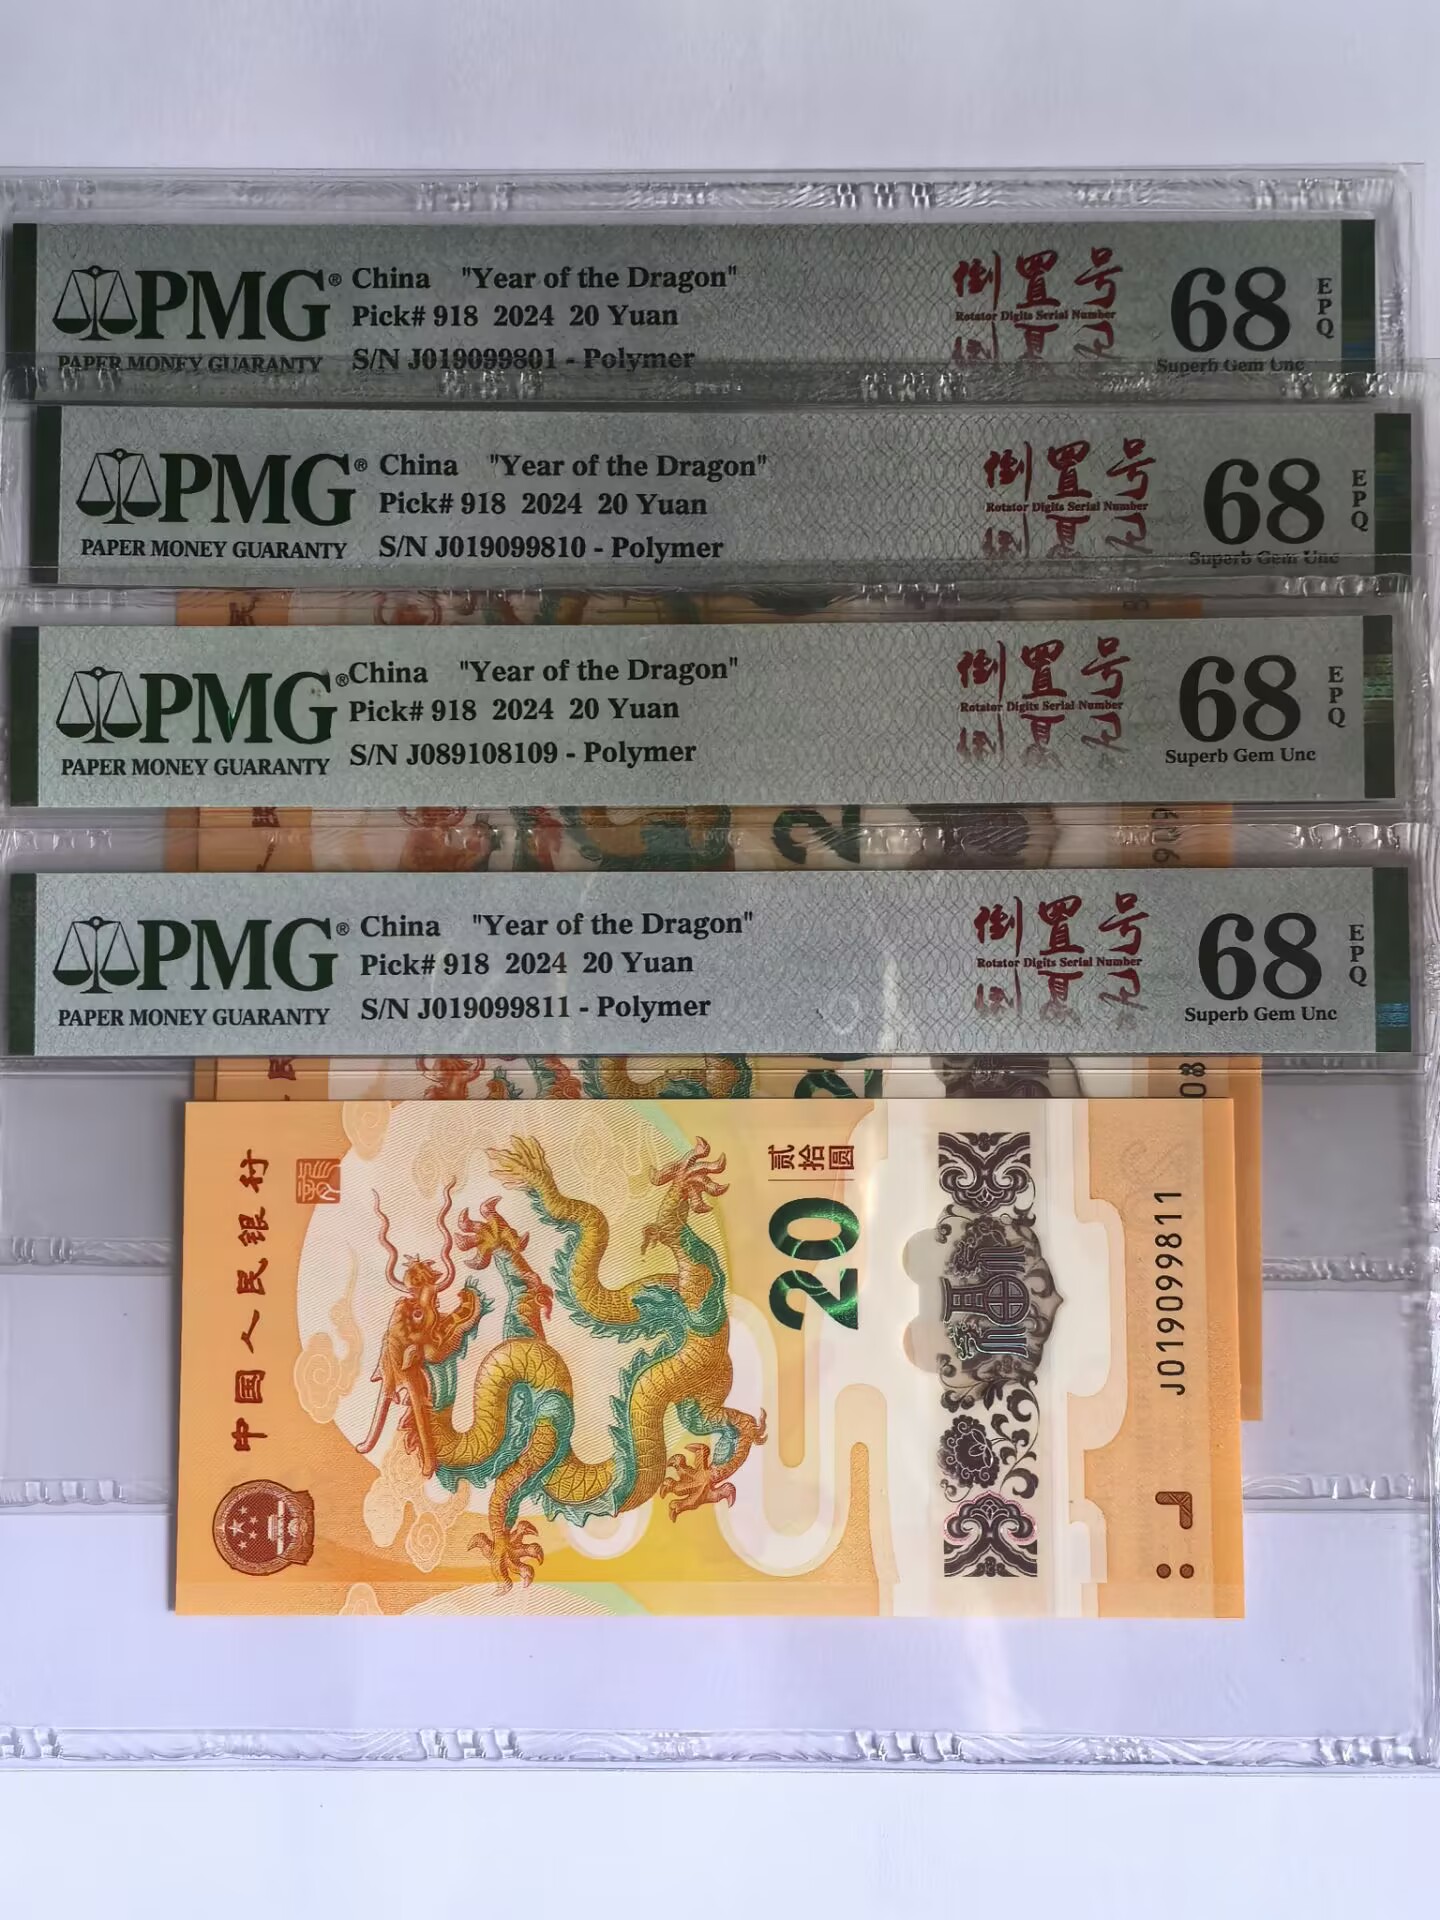 PMG® China "Year of the Dragon" 倒置号 68 EPQ
Pick# 918 2024 20 Yuan Rotator Digits Serial Number
PAPER MONEY GUARANTY S/N J019099801 - Polymer Superb Gem Unc
PMG® China "Year of the Dragon" 倒置号 68 EPQ
Pick# 918 2024 20 Yuan Rotator Digits Serial Number
PAPER MONEY GUARANTY S/N J019099810 - Polymer Superb Gem Unc
PMG® China "Year of the Dragon" 倒置号 68 EPQ
Pick# 918 2024 20 Yuan Rotator Digits Serial Number
PAPER MONEY GUARANTY S/N J089108109 - Polymer Superb Gem Unc
PMG® China "Year of the Dragon" 倒置号 68 EPQ
Pick# 918 2024 20 Yuan Rotator Digits Serial Number
PAPER MONEY GUARANTY S/N J019099811 - Polymer Superb Gem Unc
中国人民银行
贰拾圆
20
J019099811